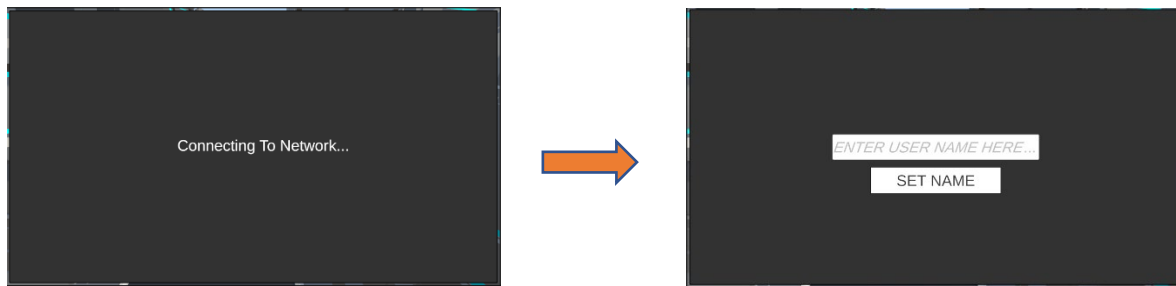 Connecting To Network...
ENTER USER NAME HERE...
SET NAME